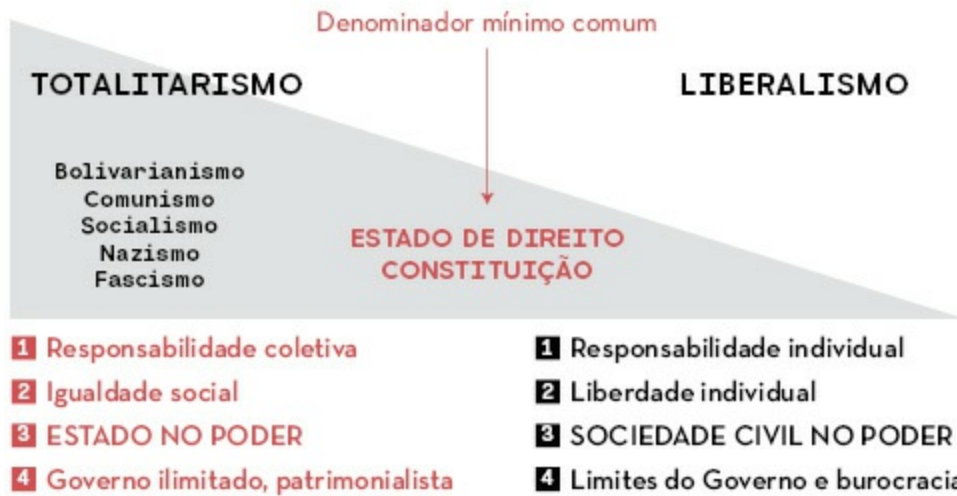 Denominador mínimo comum
TOTALITARISMO
LIBERALISMO
Bolivarianismo
Comunismo
Socialismo
Nazismo
Fascismo
ESTADO DE DIREITO
CONSTITUIÇÃO
1 Responsabilidade coletiva
2 Igualdade social
3 ESTADO NO PODER
4 Governo ilimitado, patrimonialista
1 Responsabilidade individual
2 Liberdade individual
3 SOCIEDADE CIVIL NO PODER
4 Limites do Governo e burocracia